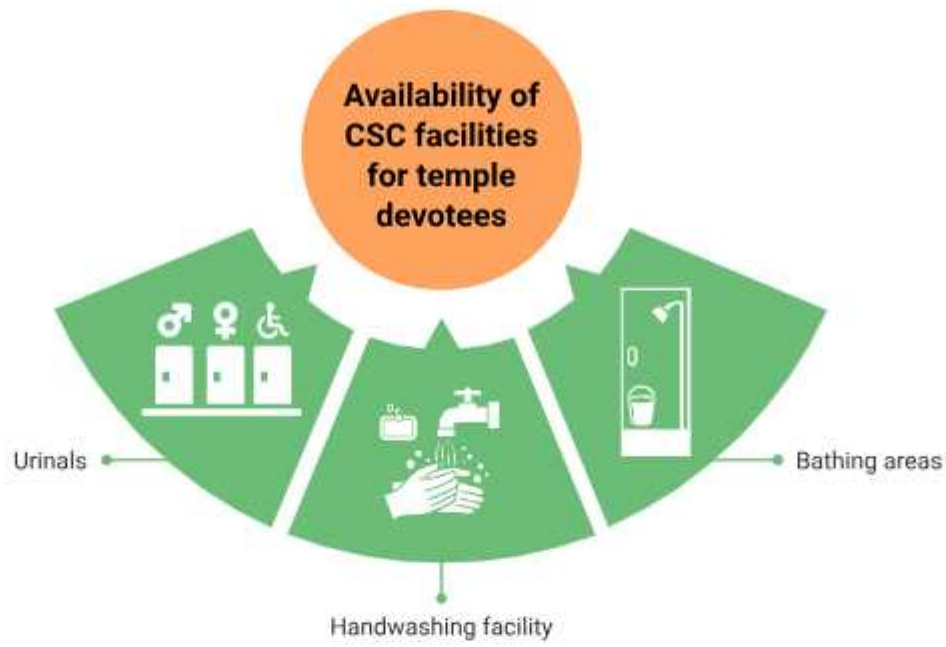 Availability of
CSC facilities
for temple
devotees
Urinals
Handwashing facility
Bathing areas